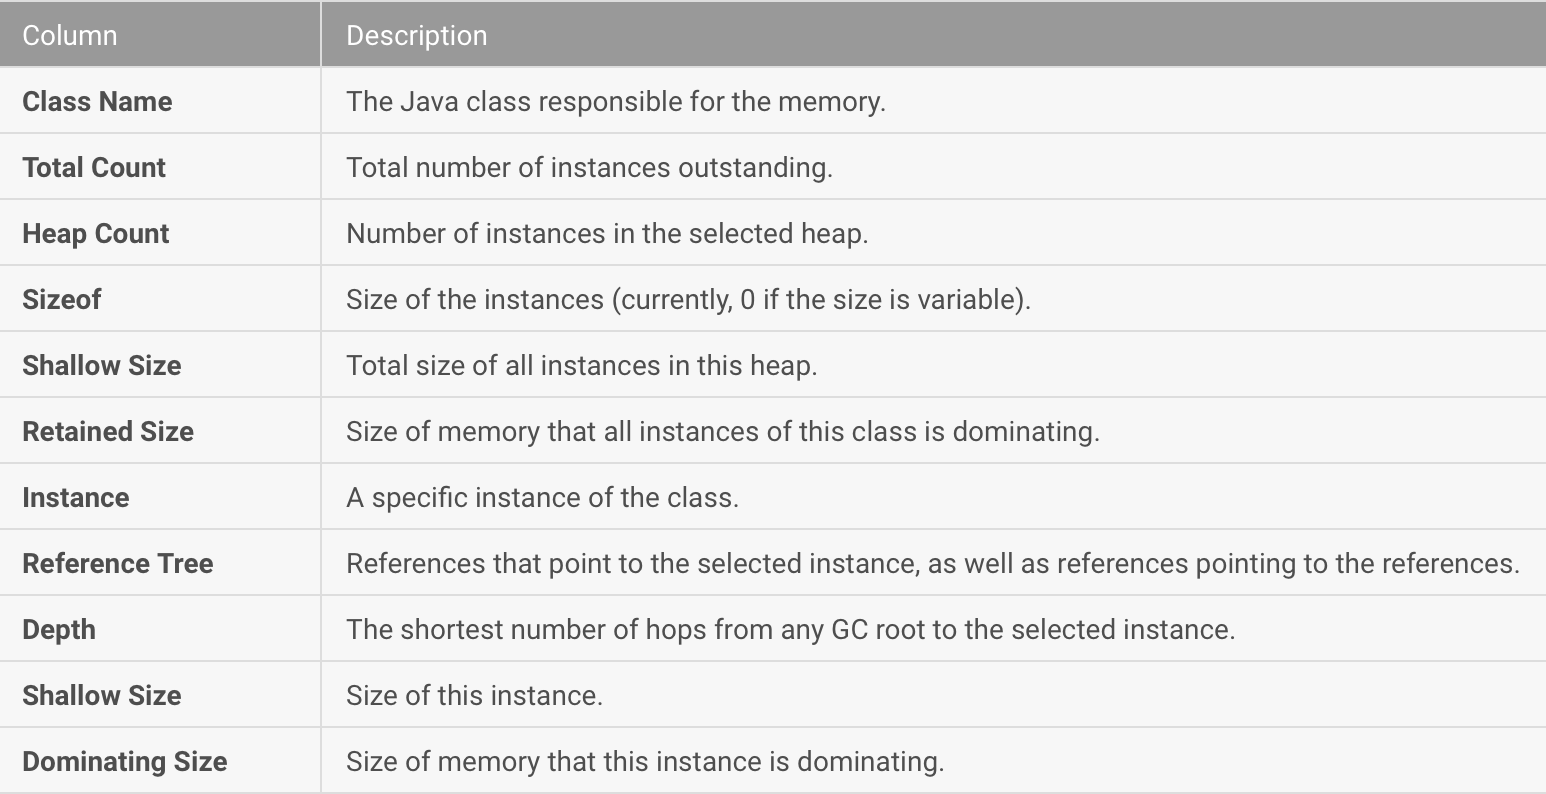 Column Description
Class Name The Java class responsible for the memory.
Total Count Total number of instances outstanding.
Heap Count Number of instances in the selected heap.
Sizeof Size of the instances (currently, 0 if the size is variable).
Shallow Size Total size of all instances in this heap.
Retained Size Size of memory that all instances of this class is dominating.
Instance A specific instance of the class.
Reference Tree References that point to the selected instance, as well as references pointing to the references.
Depth The shortest number of hops from any GC root to the selected instance.
Shallow Size Size of this instance.
Dominating Size Size of memory that this instance is dominating.